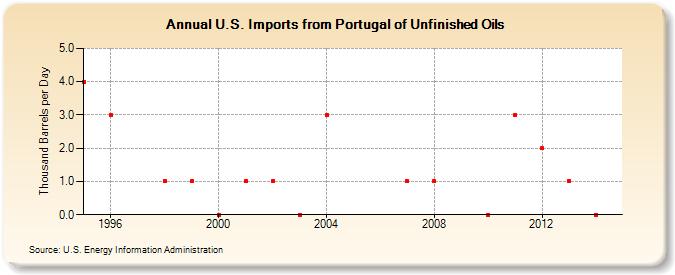 Annual U.S. Imports from Portugal of Unfinished Oils
Thousand Barrels per Day
5.0
4.0
3.0
2.0
1.0
0.0
1996 2000 2004 2008 2012
Source: U.S. Energy Information Administration